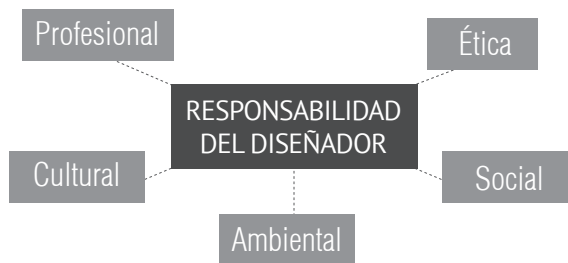 Profesional
Ética
RESPONSABILIDAD
DEL DISEÑADOR
Cultural
Social
Ambiental